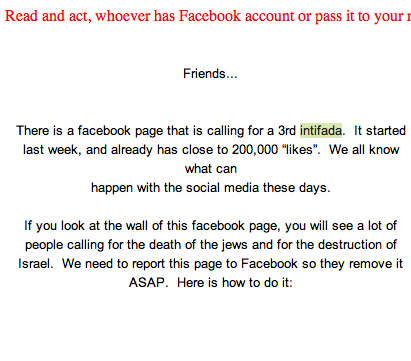 Read and act, whoever has Facebook account or pass it to your
Friends...
There is a facebook page that is calling for a 3rd intifada.  It started
last week, and already has close to 200,000 “likes”.  We all know
what can
happen with the social media these days.
If you look at the wall of this facebook page, you will see a lot of
people calling for the death of the jews and for the destruction of
Israel.  We need to report this page to Facebook so they remove it
ASAP.  Here is how to do it: